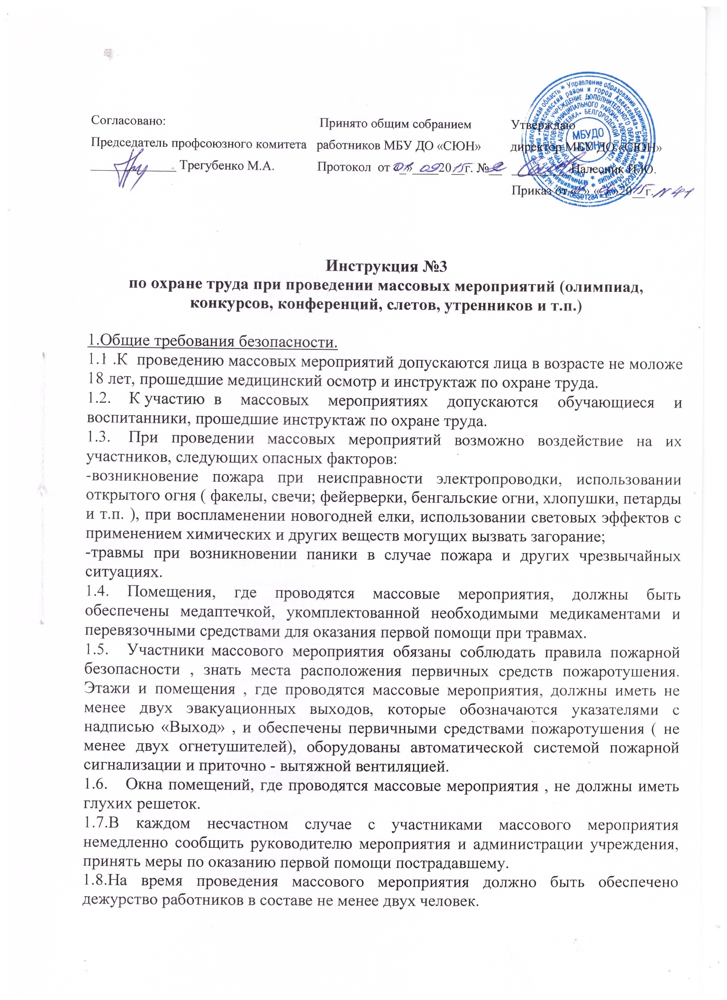 Согласовано:
Председатель профсоюзного комитета
Трегубенко М.А.
Принято общим собранием
работников МБУ ДО «СЮН»
Протокол от «01» 09 2015г. №2
Утверждаю
директор МБУ ДО «СЮН»
Налесник И.Ю.
Приказ от « » « » 2015г. №41
МБУДО
«СЮН»
Инструкция №3
по охране труда при проведении массовых мероприятий (олимпиад,
конкурсов, конференций, слетов, утренников и т.п.)
1.Общие требования безопасности.
1.1 .К проведению массовых мероприятий допускаются лица в возрасте не моложе
18 лет, прошедшие медицинский осмотр и инструктаж по охране труда.
1.2. К участию в массовых мероприятиях допускаются обучающиеся и
воспитанники, прошедшие инструктаж по охране труда.
1.3. При проведении массовых мероприятий возможно воздействие на их
участников, следующих опасных факторов:
-возникновение пожара при неисправности электропроводки, использовании
открытого огня ( факелы, свечи; фейерверки, бенгальские огни, хлопушки, петарды
и т.п. ), при воспламенении новогодней елки, использовании световых эффектов с
применением химических и других веществ могущих вызвать загорание;
-травмы при возникновении паники в случае пожара и других чрезвычайных
ситуациях.
1.4. Помещения, где проводятся массовые мероприятия, должны быть
обеспечены медаптечкой, укомплектованной необходимыми медикаментами и
перевязочными средствами для оказания первой помощи при травмах.
1.5. Участники массового мероприятия обязаны соблюдать правила пожарной
безопасности , знать места расположения первичных средств пожаротушения.
Этажи и помещения , где проводятся массовые мероприятия, должны иметь не
менее двух эвакуационных выходов, которые обозначаются указателями с
надписью «Выход» , и обеспечены первичными средствами пожаротушения ( не
менее двух огнетушителей), оборудованы автоматической системой пожарной
сигнализации и приточно - вытяжной вентиляцией.
1.6. Окна помещений, где проводятся массовые мероприятия , не должны иметь
глухих решеток.
1.7.В каждом несчастном случае с участниками массового мероприятия
немедленно сообщить руководителю мероприятия и администрации учреждения,
принять меры по оказанию первой помощи пострадавшему.
1.8.На время проведения массового мероприятия должно быть обеспечено
дежурство работников в составе не менее двух человек.